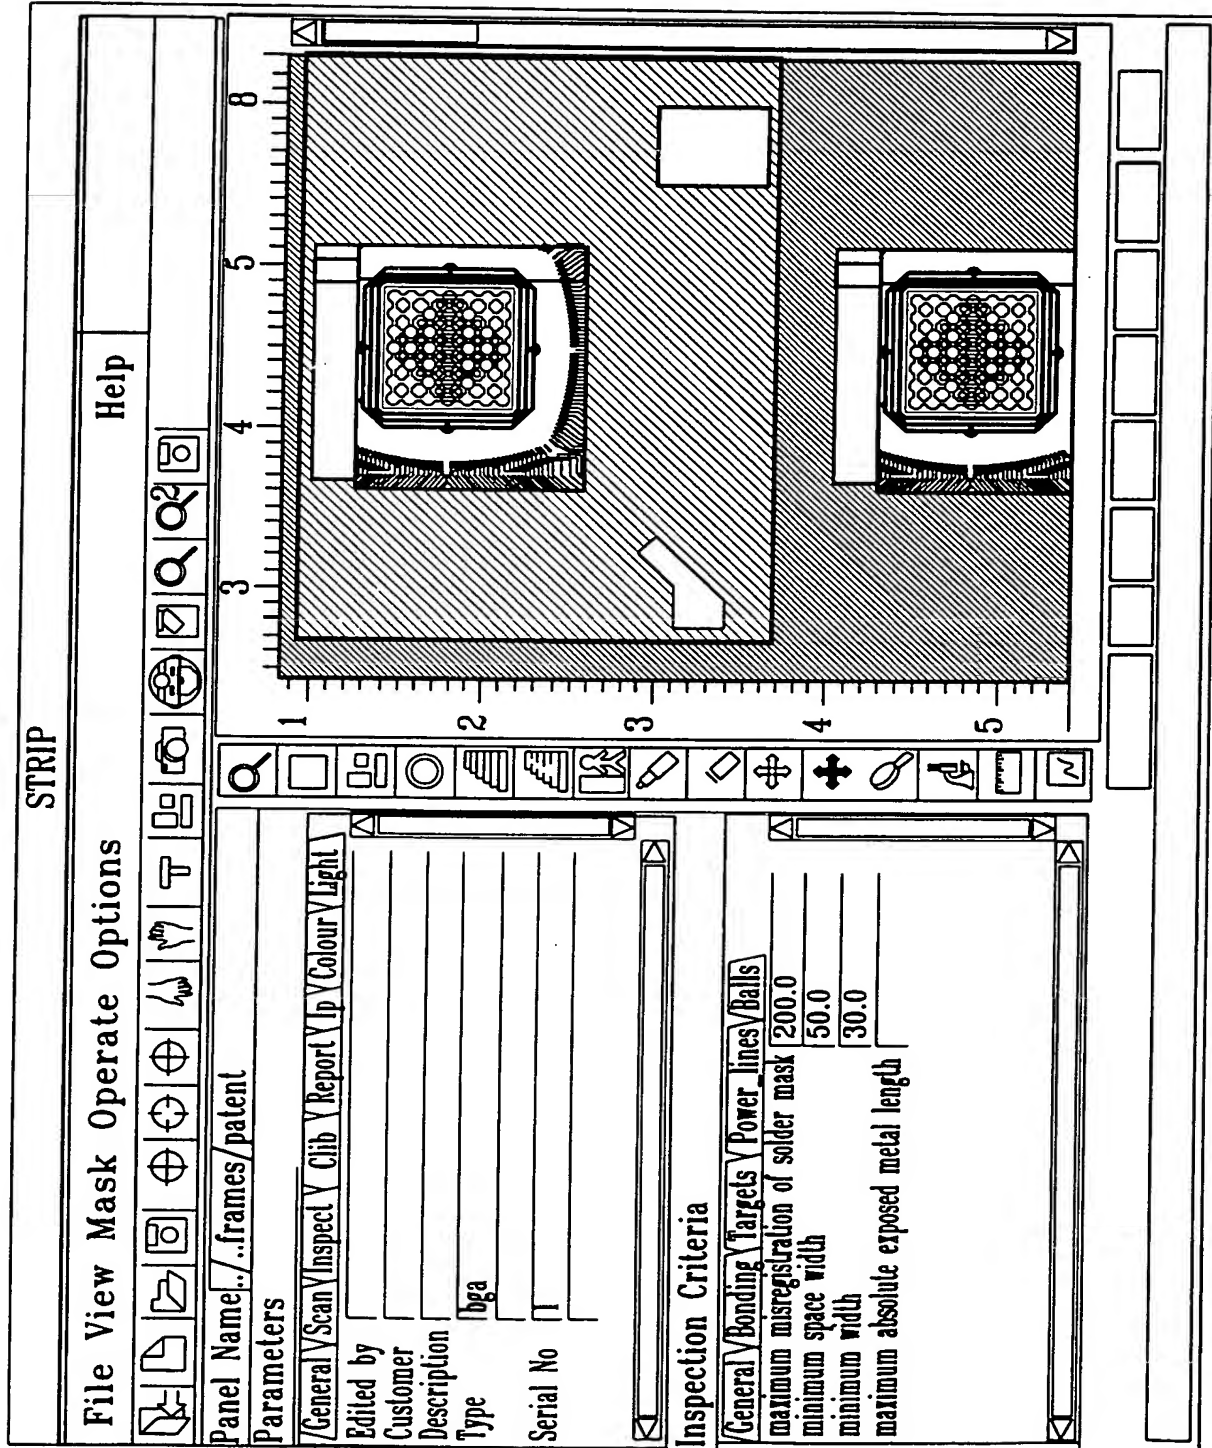 STRIP
File View Mask Operate Options Help
2
Panel Name ../..frames/patent
Parameters
General Scan Inspect Clib Report Ip Colour Light
Edited by
Customer
Description
Type bga
Serial No 1
Inspection Criteria
General Bonding Targets Power_lines Balls
maximum misregistration of solder mask 200.0
minimum space width 50.0
minimum width 30.0
maximum absolute exposed metal length
3 4 5 8
1
2
3
4
5